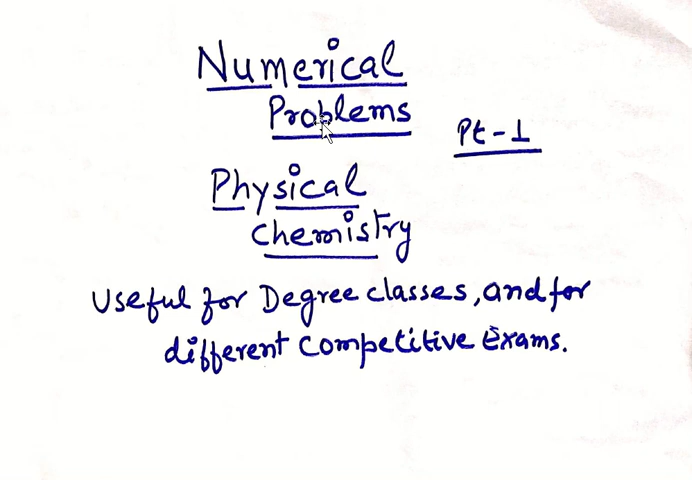 Numerical
Problems
Pt-1
Physical
Chemistry
Useful for Degree classes, and for
different Competitive Exams.